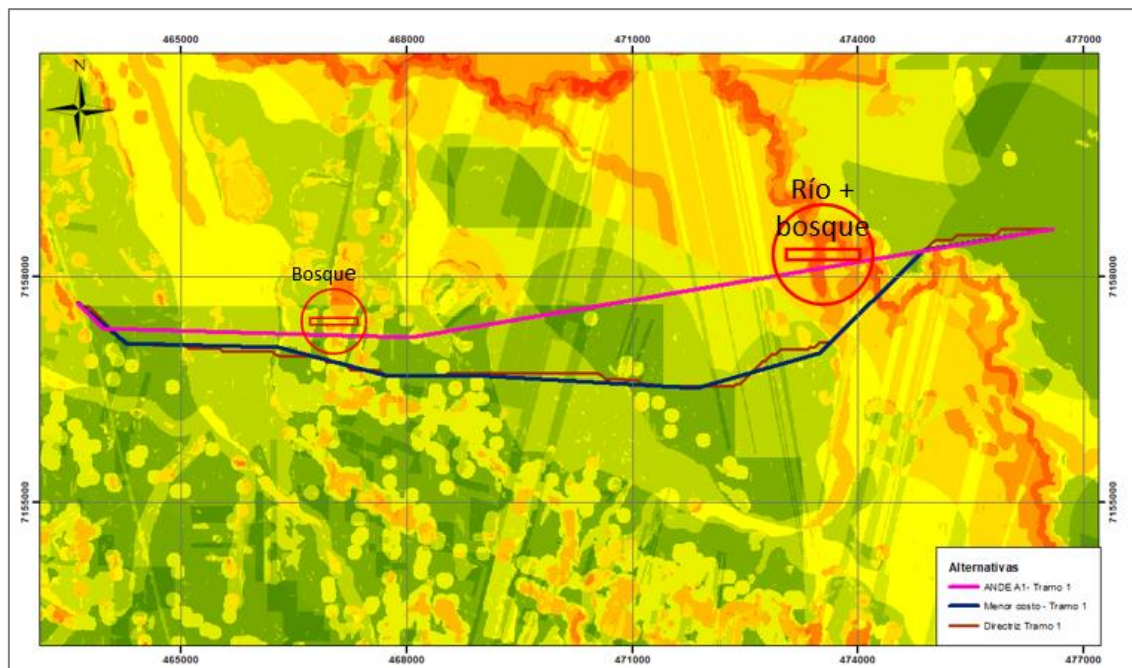 465000 468000 471000 474000 477000
N
Río +
bosque
Bosque
7158000 7158000
7155000 7155000
Alternativas
ANDE A1- Tramo 1
Menor costo - Tramo 1
Directriz Tramo 1
465000 468000 471000 474000 477000